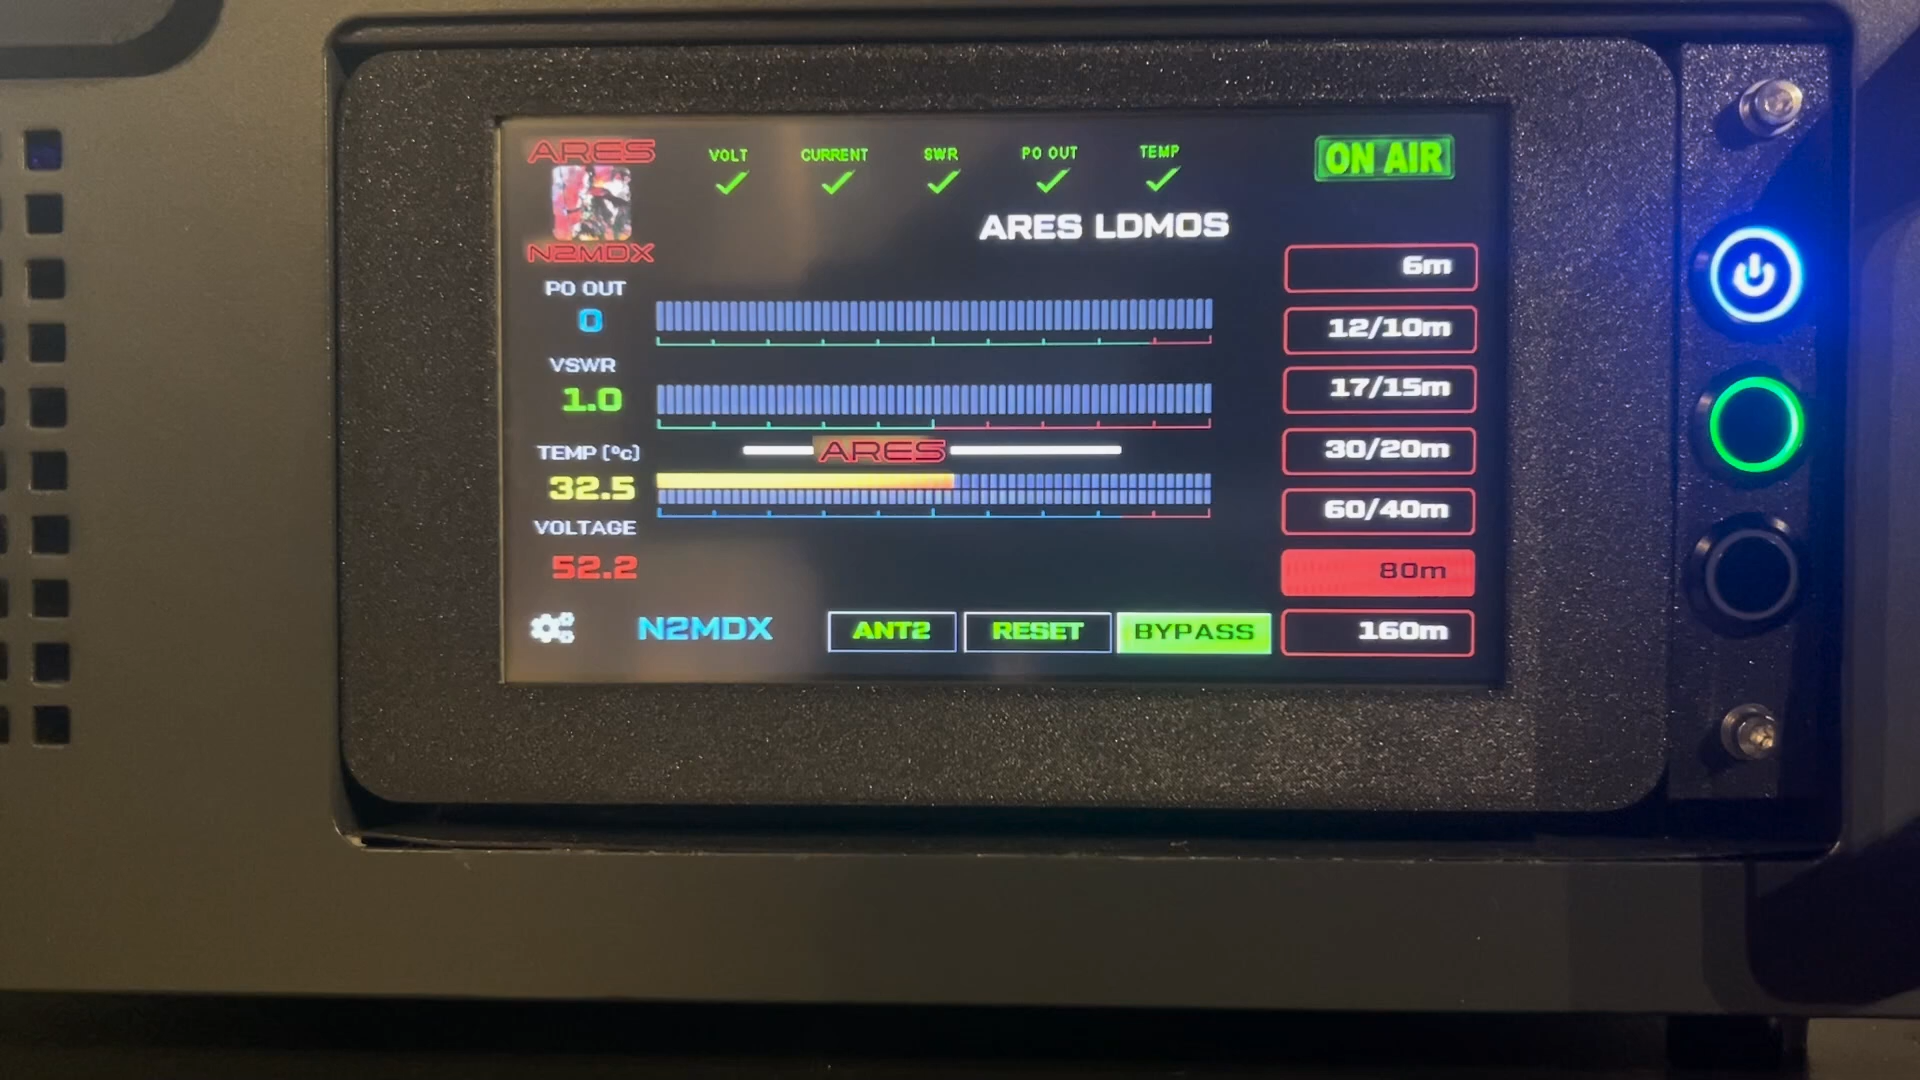 ARES
N2MDX
VOLT CURRENT SWR PO OUT TEMP
ON AIR
ARES LDMOS
PO OUT
0
VSWR
1.0
ARES
TEMP (ºc)
32.5
VOLTAGE
52.2
N2MDX
ANT2
RESET
BYPASS
6m
12/10m
17/15m
30/20m
60/40m
80m
160m